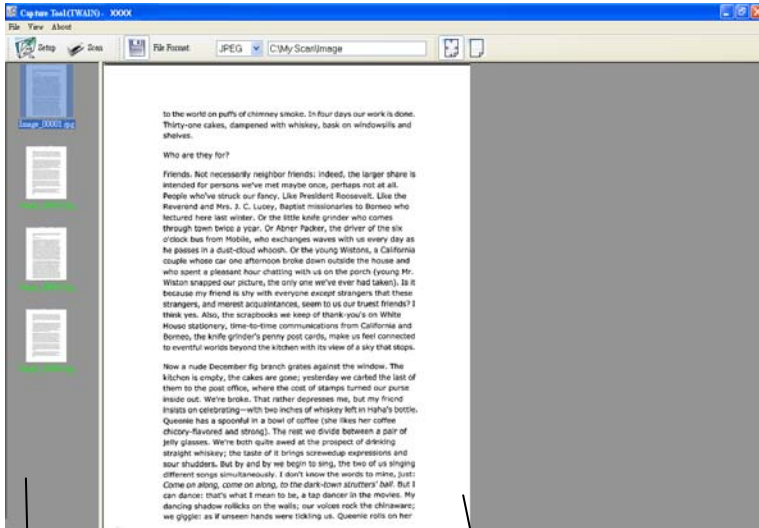 Capture Tool(TWAIN) - XXXX
File View About
Setup Scan File Format JPEG C:\My Scan\Image
Image_00001.jpg
to the world on puffs of chimney smoke. In four days our work is done.
Thirty-one cakes, dampened with whiskey, bask on windowsills and
shelves.
Who are they for?
Friends. Not necessarily neighbor friends: indeed, the larger share is
intended for persons we've met maybe once, perhaps not at all.
People who've struck our fancy. Like President Roosevelt. Like the
Reverend and Mrs. J. C. Lucey, Baptist missionaries to Borneo who
lectured here last winter. Or the little knife grinder who comes
through town twice a year. Or Abner Packer, the driver of the six
o'clock bus from Mobile, who exchanges waves with us every day as
he passes in a dust-cloud whoosh. Or the young Wistons, a California
couple whose car one afternoon broke down outside the house and
who spent a pleasant hour chatting with us on the porch (young Mr.
Wiston snapped our picture, the only one we've ever had taken). Is it
because my friend is shy with everyone except strangers that these
strangers, and merest acquaintances, seem to us our truest friends? I
think yes. Also, the scrapbooks we keep of thank-you's on White
House stationery, time-to-time communications from California and
Borneo, the knife grinder's penny post cards, make us feel connected
to eventful worlds beyond the kitchen with its view of a sky that stops.
Now a nude December fig branch grates against the window. The
kitchen is empty, the cakes are gone; yesterday we carted the last of
them to the post office, where the cost of stamps turned our purse
inside out. We're broke. That rather depresses me, but my friend
insists on celebrating—with two inches of whiskey left in Haha's bottle.
Queenie has a spoonful in a bowl of coffee (she likes her coffee
chicory-flavored and strong). The rest we divide between a pair of
jelly glasses. We're both quite awed at the prospect of drinking
straight whiskey; the taste of it brings screwedup expressions and
sour shudders. But by and by we begin to sing, the two of us singing
different songs simultaneously. I don't know the words to mine, just:
Come on along, come on along, to the dark-town strutters' ball. But I
can dance: that's what I mean to be, a tap dancer in the movies. My
dancing shadow rollicks on the walls; our voices rock the chinaware;
we giggle: as if unseen hands were tickling us. Queenie rolls on her